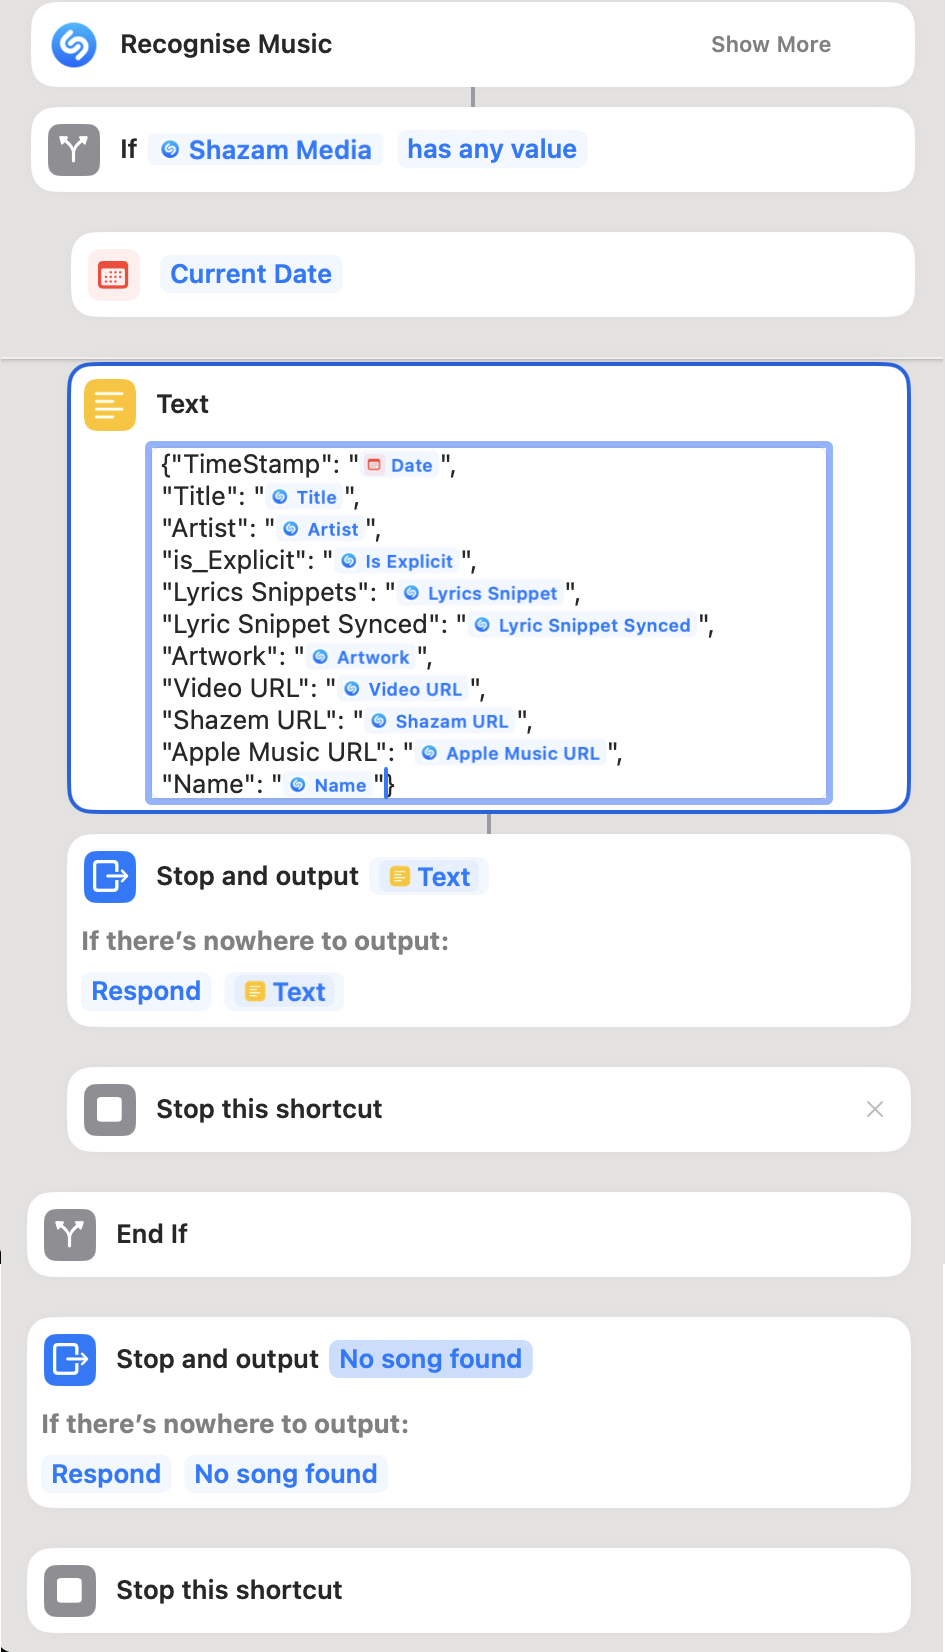 Recognise Music Show More
If Shazam Media has any value
Current Date
Text
{"TimeStamp": " Date ",
"Title": " Title ",
"Artist": " Artist ",
"is_Explicit": " Is Explicit ",
"Lyrics Snippets": " Lyrics Snippet ",
"Lyric Snippet Synced": " Lyric Snippet Synced ",
"Artwork": " Artwork ",
"Video URL": " Video URL ",
"Shazem URL": " Shazam URL ",
"Apple Music URL": " Apple Music URL ",
"Name": " Name "}
Stop and output Text
If there's nowhere to output:
Respond Text
Stop this shortcut
End If
Stop and output No song found
If there's nowhere to output:
Respond No song found
Stop this shortcut